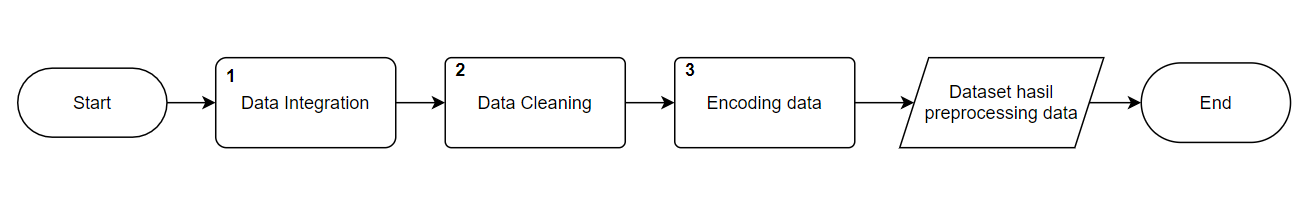 Start
1
Data Integration
2
Data Cleaning
3
Encoding data
Dataset hasil
preprocessing data
End